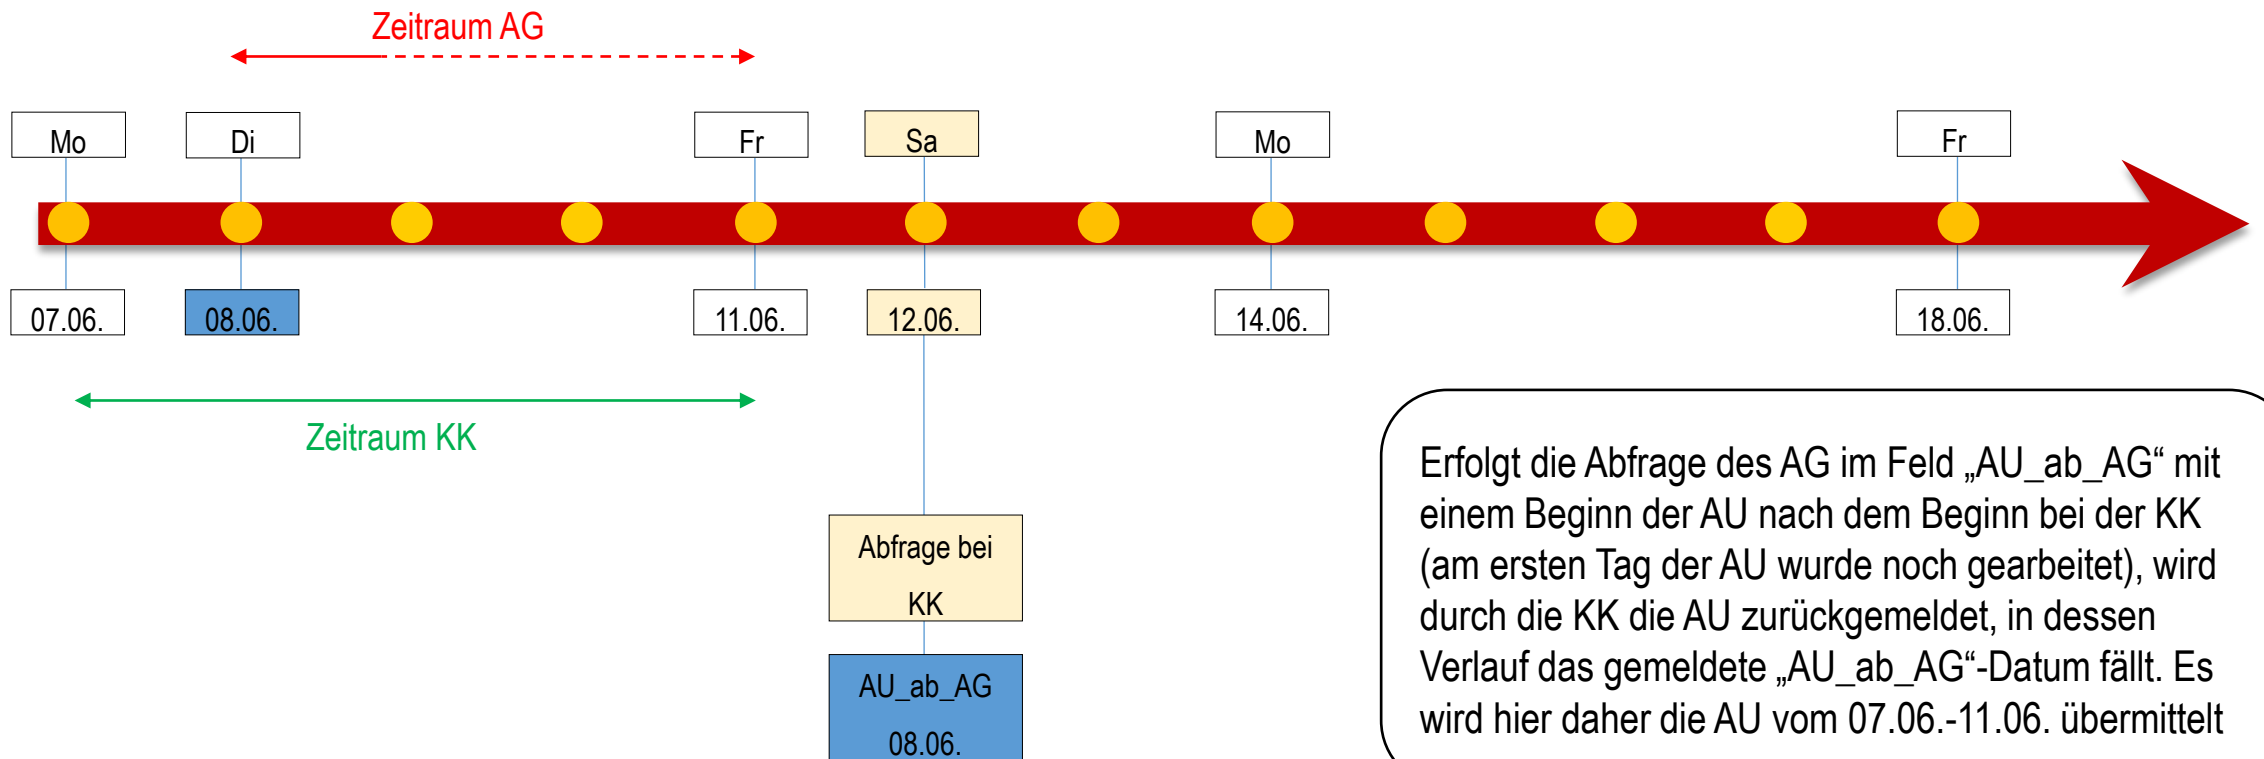 Zeitraum AG
Mo
Di
Fr
Sa
Mo
Fr
07.06.
08.06.
11.06.
12.06.
14.06.
18.06.
Zeitraum KK
Abfrage bei
KK
AU_ab_AG
08.06.
Erfolgt die Abfrage des AG im Feld „AU_ab_AG“ mit
einem Beginn der AU nach dem Beginn bei der KK
(am ersten Tag der AU wurde noch gearbeitet), wird
durch die KK die AU zurückgemeldet, in dessen
Verlauf das gemeldete „AU_ab_AG“-Datum fällt. Es
wird hier daher die AU vom 07.06.-11.06. übermittelt